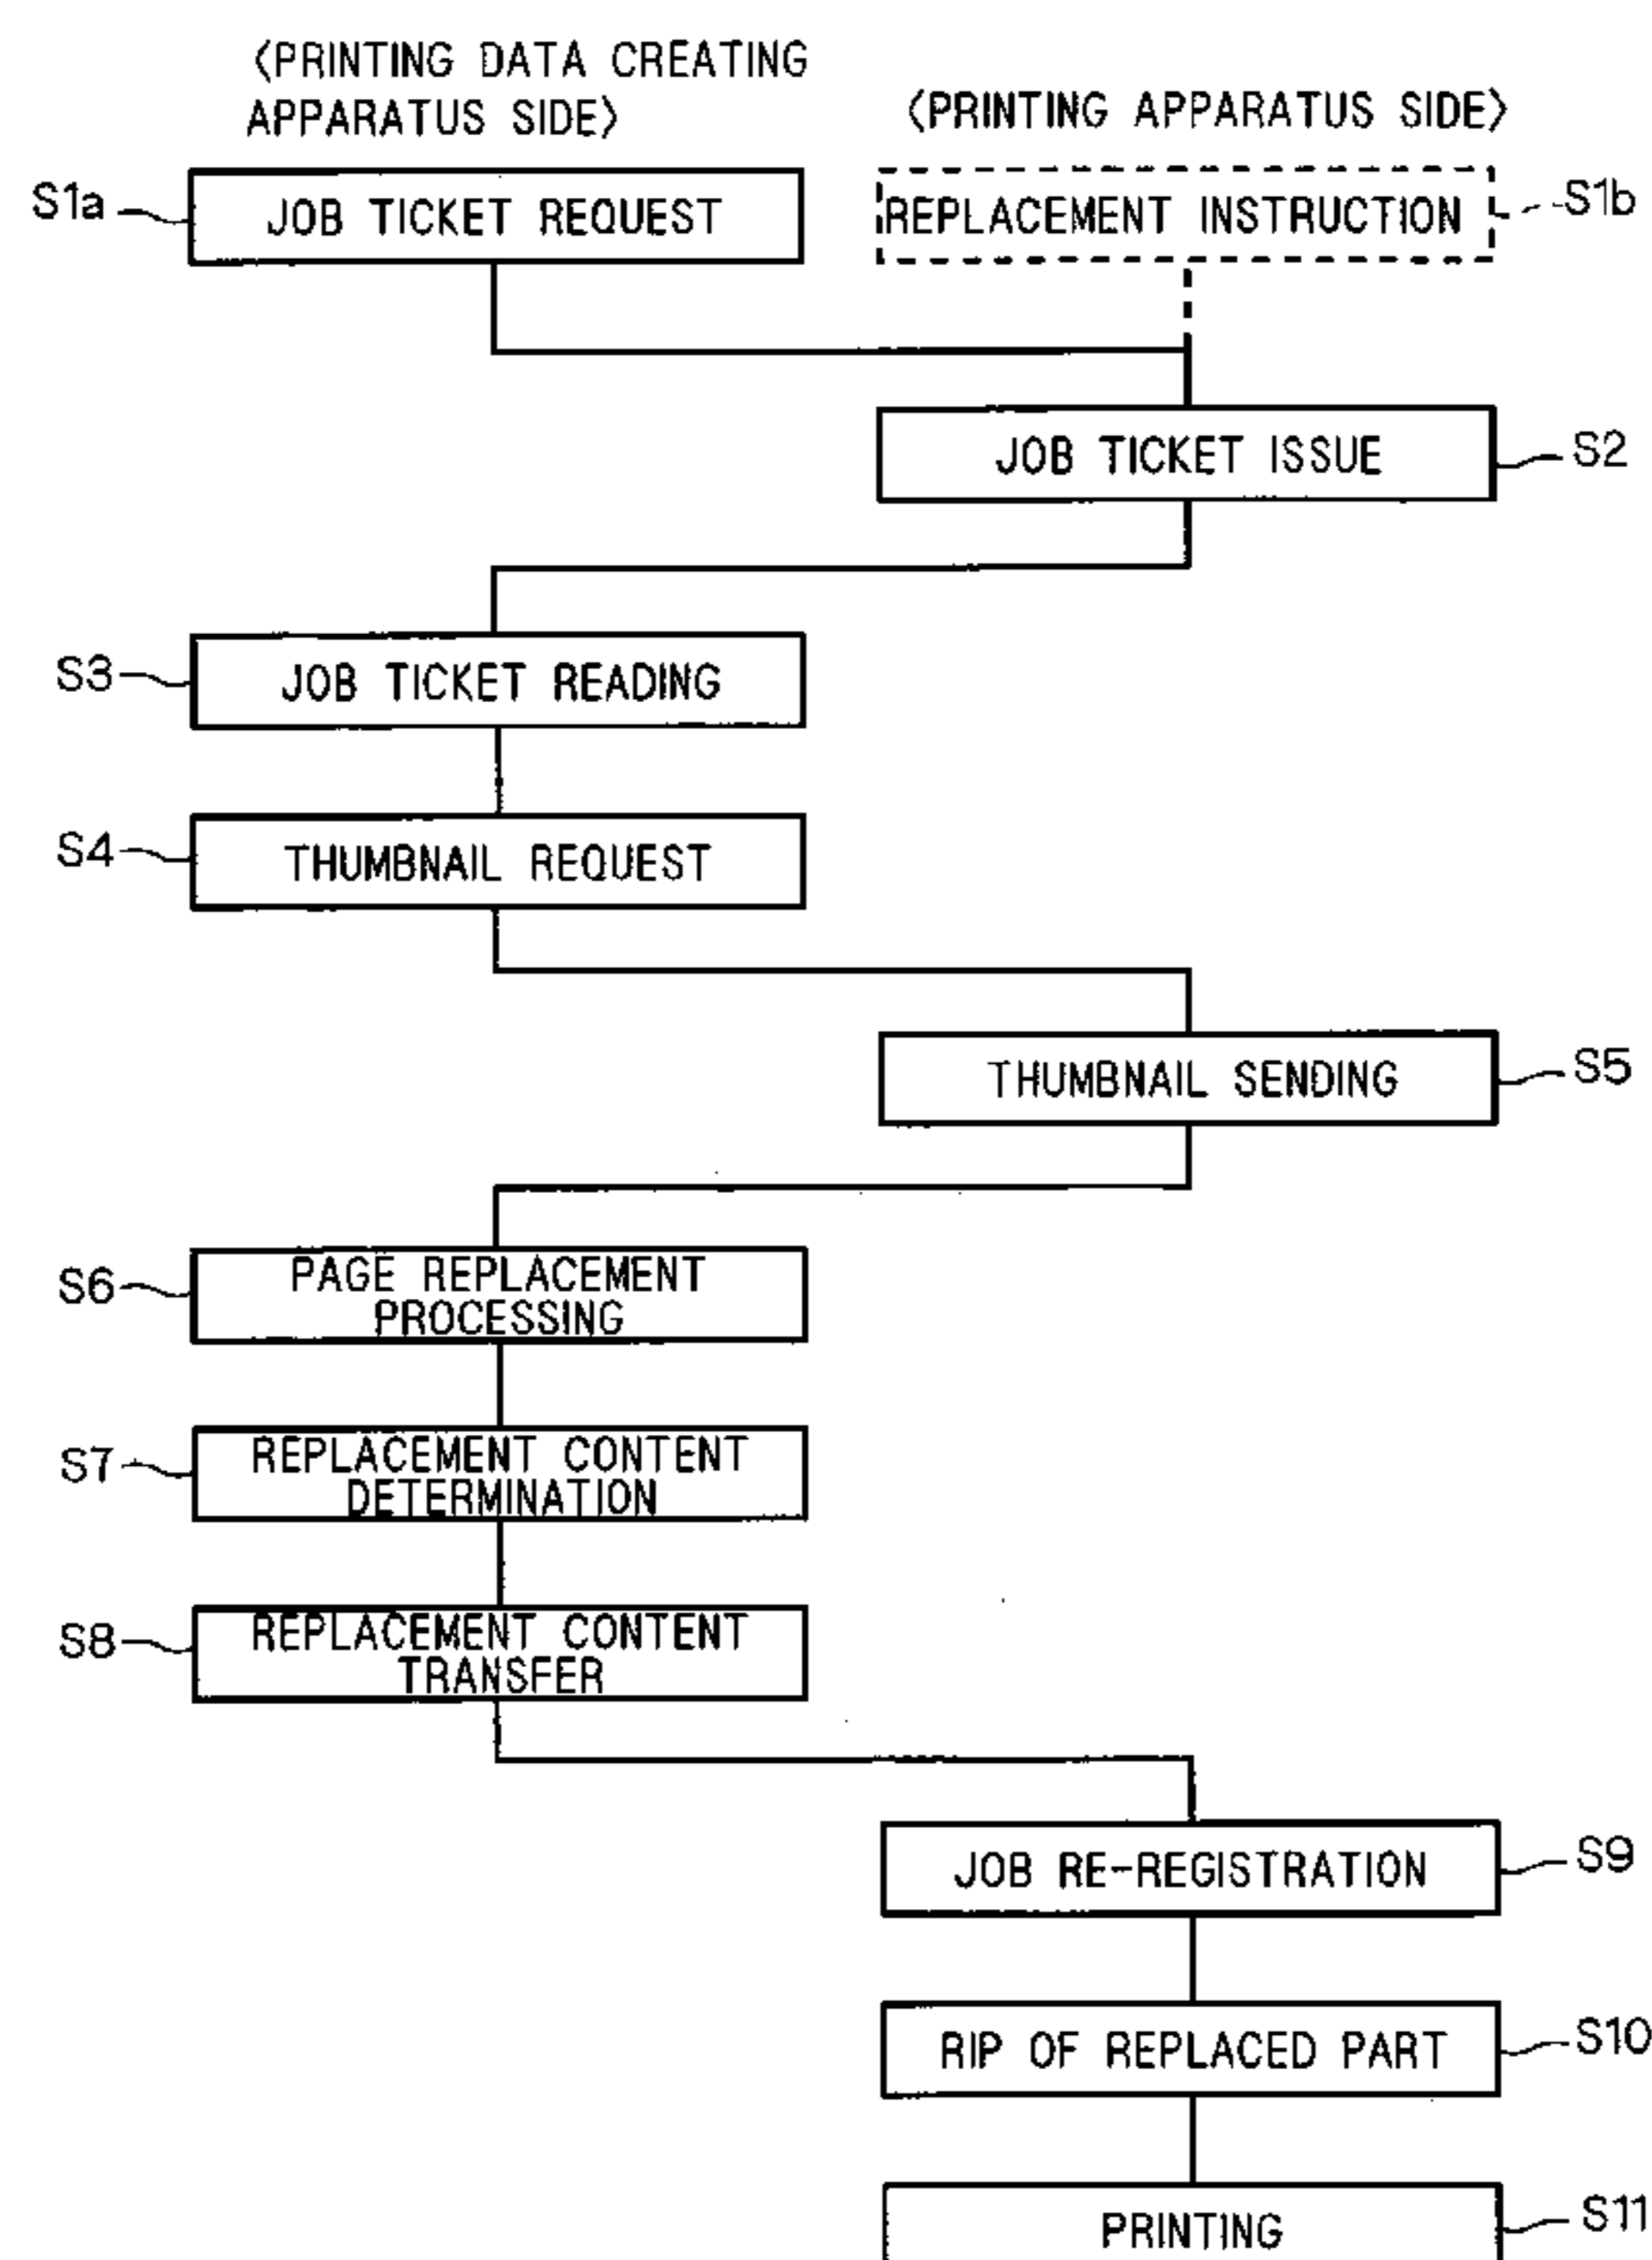 〈PRINTING DATA CREATING
APPARATUS SIDE〉
〈PRINTING APPARATUS SIDE〉
S1a
JOB TICKET REQUEST
REPLACEMENT INSTRUCTION
S1b
JOB TICKET ISSUE
S2
S3
JOB TICKET READING
S4
THUMBNAIL REQUEST
THUMBNAIL SENDING
S5
S6
PAGE REPLACEMENT
PROCESSING
S7
REPLACEMENT CONTENT
DETERMINATION
S8
REPLACEMENT CONTENT
TRANSFER
JOB RE-REGISTRATION
S9
RIP OF REPLACED PART
S10
PRINTING
S11